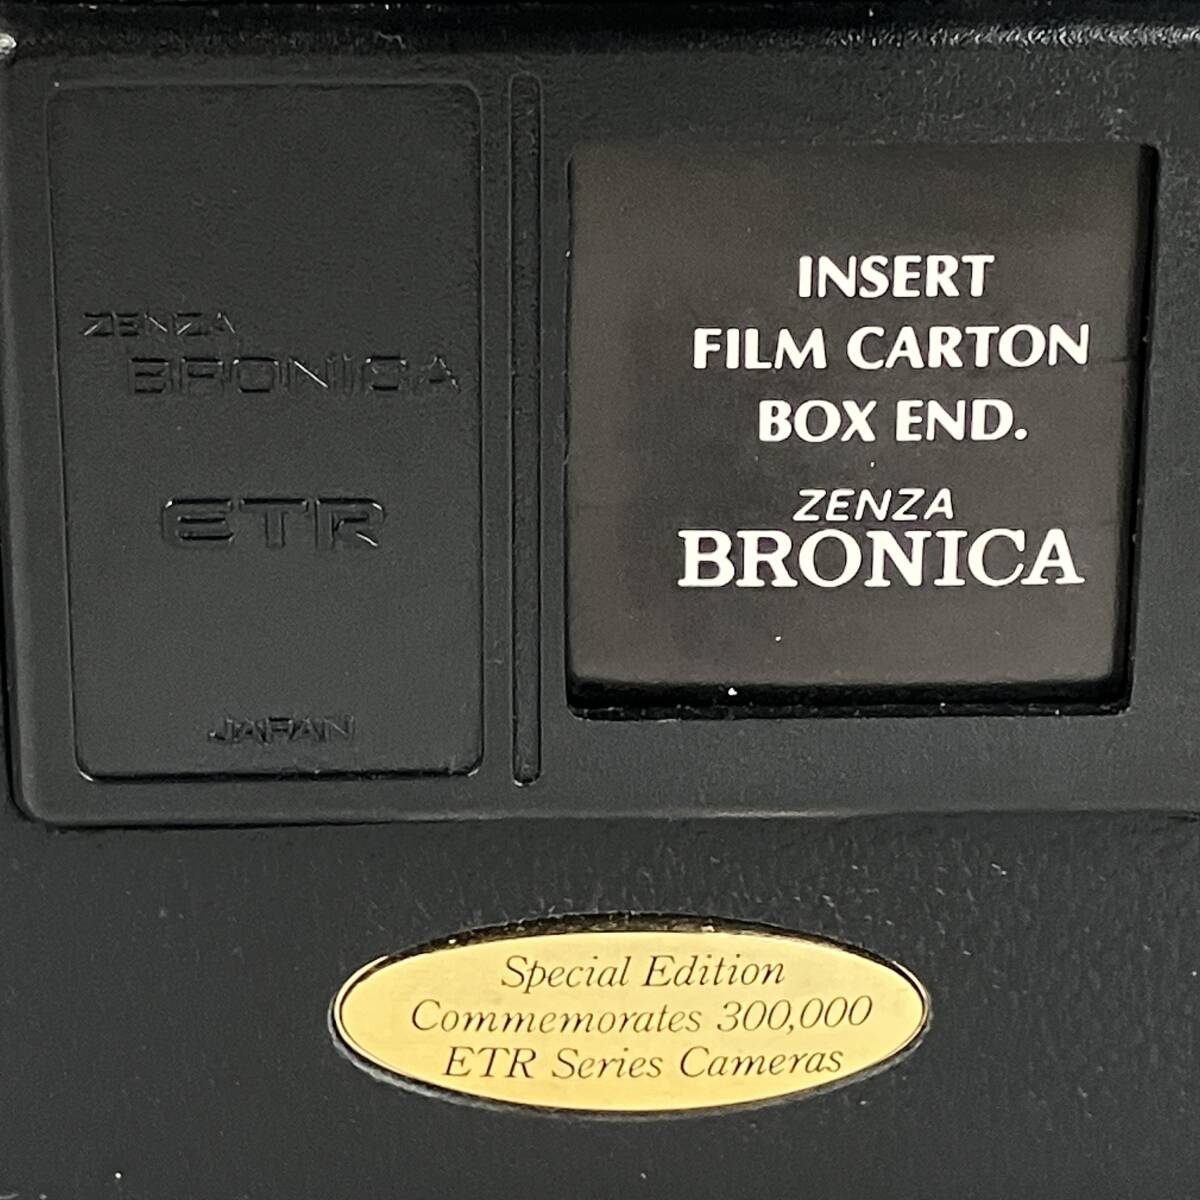 ZENZA
BRONICA
ETR
JAPAN
INSERT
FILM CARTON
BOX END.
ZENZA
BRONICA
Special Edition
Commemorates 300,000
ETR Series Cameras